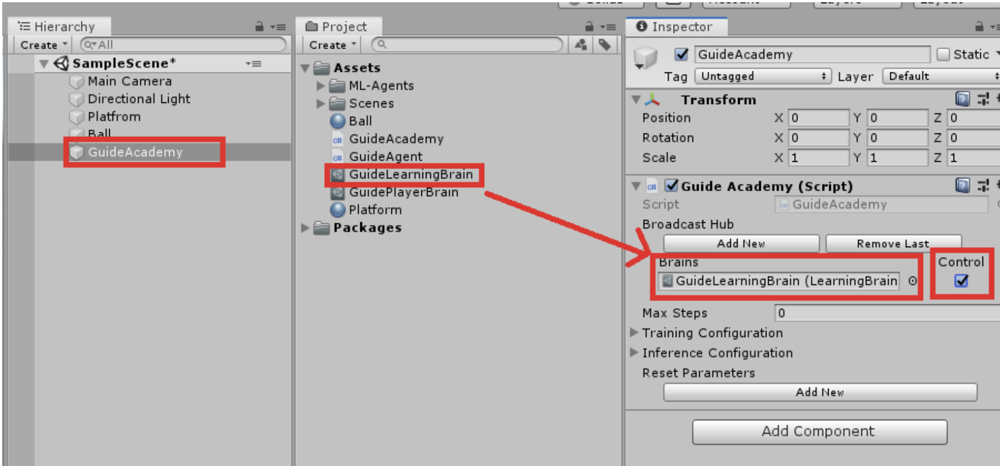 Hierarchy
Create
All
SampleScene*
Main Camera
Directional Light
Platfrom
Ball
GuideAcademy
Project
Create
Assets
ML-Agents
Scenes
Ball
GuideAcademy
GuideAgent
GuideLearningBrain
GuidePlayerBrain
Platform
Packages
Inspector
GuideAcademy
Static
Tag Untagged Layer Default
Transform
Position X 0 Y 0 Z 0
Rotation X 0 Y 0 Z 0
Scale X 1 Y 1 Z 1
c# Guide Academy (Script)
Script GuideAcademy
Broadcast Hub
Add New Remove Last
Brains Control
GuideLearningBrain (LearningBrain
Max Steps 0
Training Configuration
Inference Configuration
Reset Parameters
Add New
Add Component